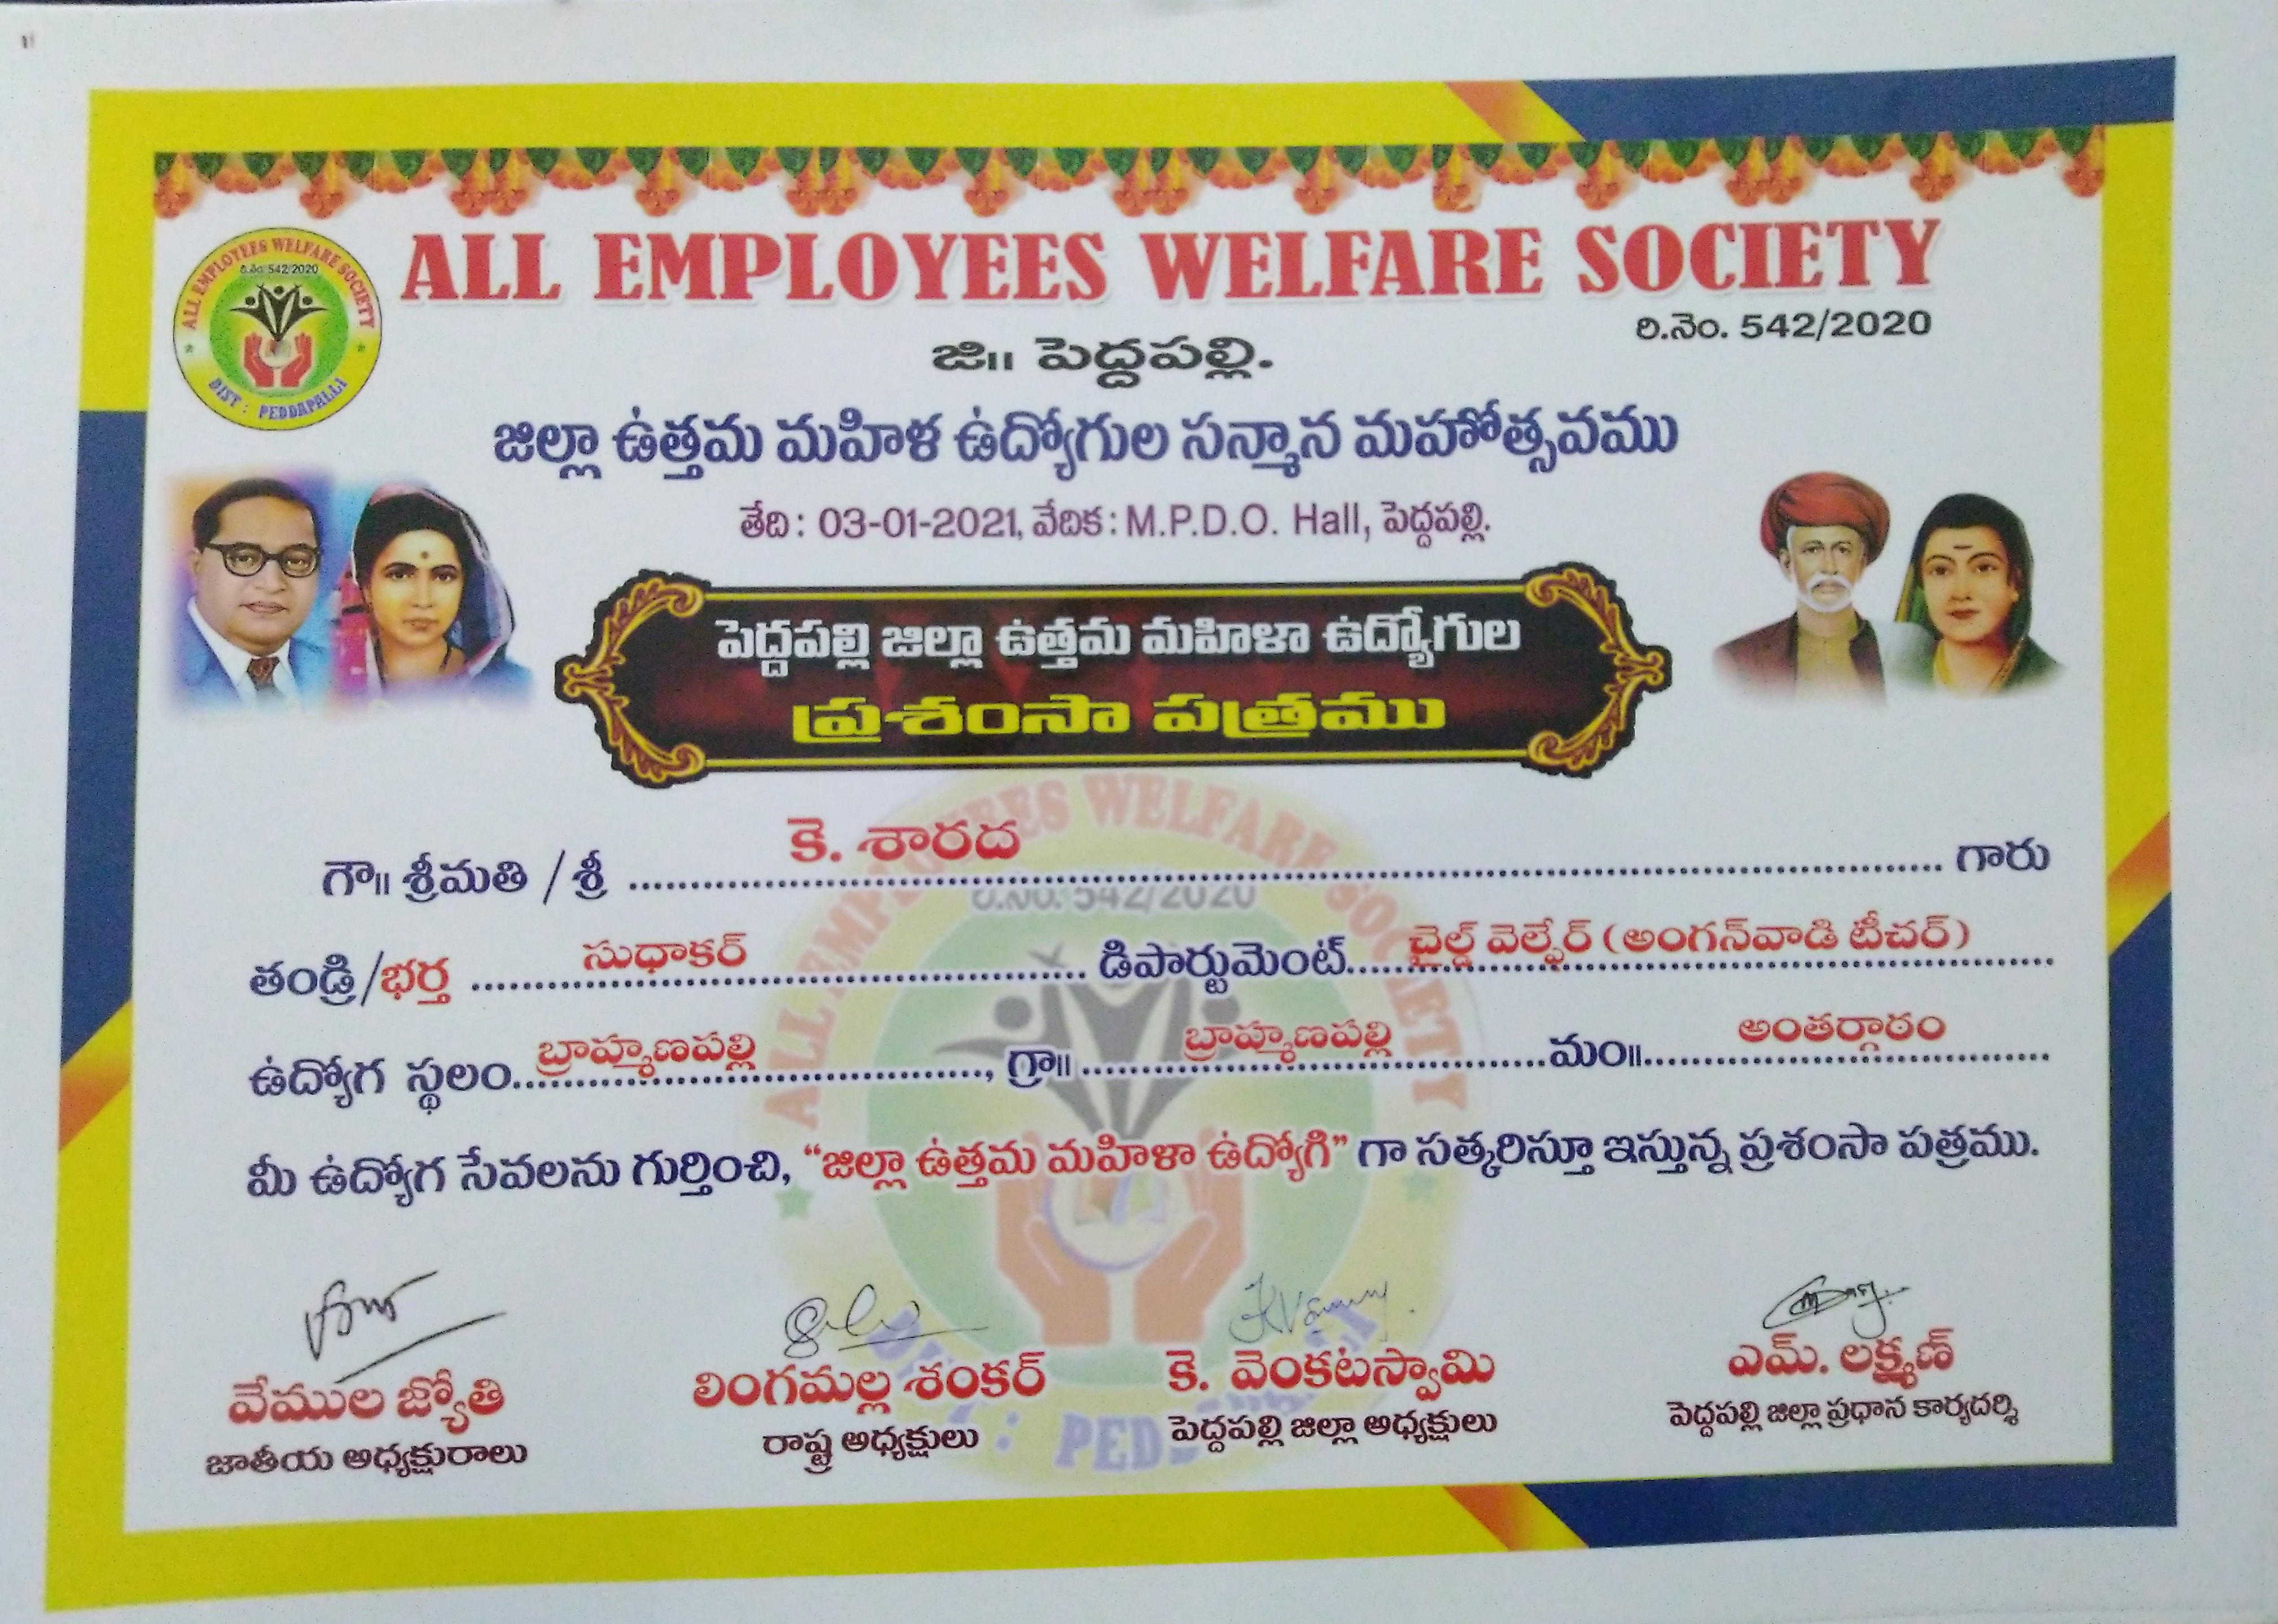 ALL EMPLOYEES WELFARE SOCIETY
రి.నెం. 542/2020
ALL EMPLOYEES WELFARE SOCIETY
రి.నెం. 542/2020
DIST : PEDDAPALLI
జి॥ పెద్దపల్లి.
జిల్లా ఉత్తమ మహిళ ఉద్యోగుల సన్మాన మహోత్సవము
తేది : 03-01-2021, వేదిక : M.P.D.O. Hall, పెద్దపల్లి.
పెద్దపల్లి జిల్లా ఉత్తమ మహిళా ఉద్యోగుల
ప్రశంసా పత్రము
గౌ॥ శ్రీమతి / శ్రీ కె. శారద గారు
తండ్రి/భర్త సుధాకర్ డిపార్టుమెంట్ చైల్డ్ వెల్ఫేర్ (అంగన్‌వాడి టీచర్)
ఉద్యోగ స్థలం బ్రాహ్మణపల్లి, గ్రా॥ బ్రాహ్మణపల్లి మం॥ అంతర్గాం
మీ ఉద్యోగ సేవలను గుర్తించి, “జిల్లా ఉత్తమ మహిళా ఉద్యోగి” గా సత్కరిస్తూ ఇస్తున్న ప్రశంసా పత్రము.
వేముల జ్యోతి
జాతీయ అధ్యక్షురాలు
లింగమల్ల శంకర్
రాష్ట్ర అధ్యక్షులు
కె. వెంకటస్వామి
పెద్దపల్లి జిల్లా అధ్యక్షులు
ఎమ్. లక్ష్మణ్
పెద్దపల్లి జిల్లా ప్రధాన కార్యదర్శి